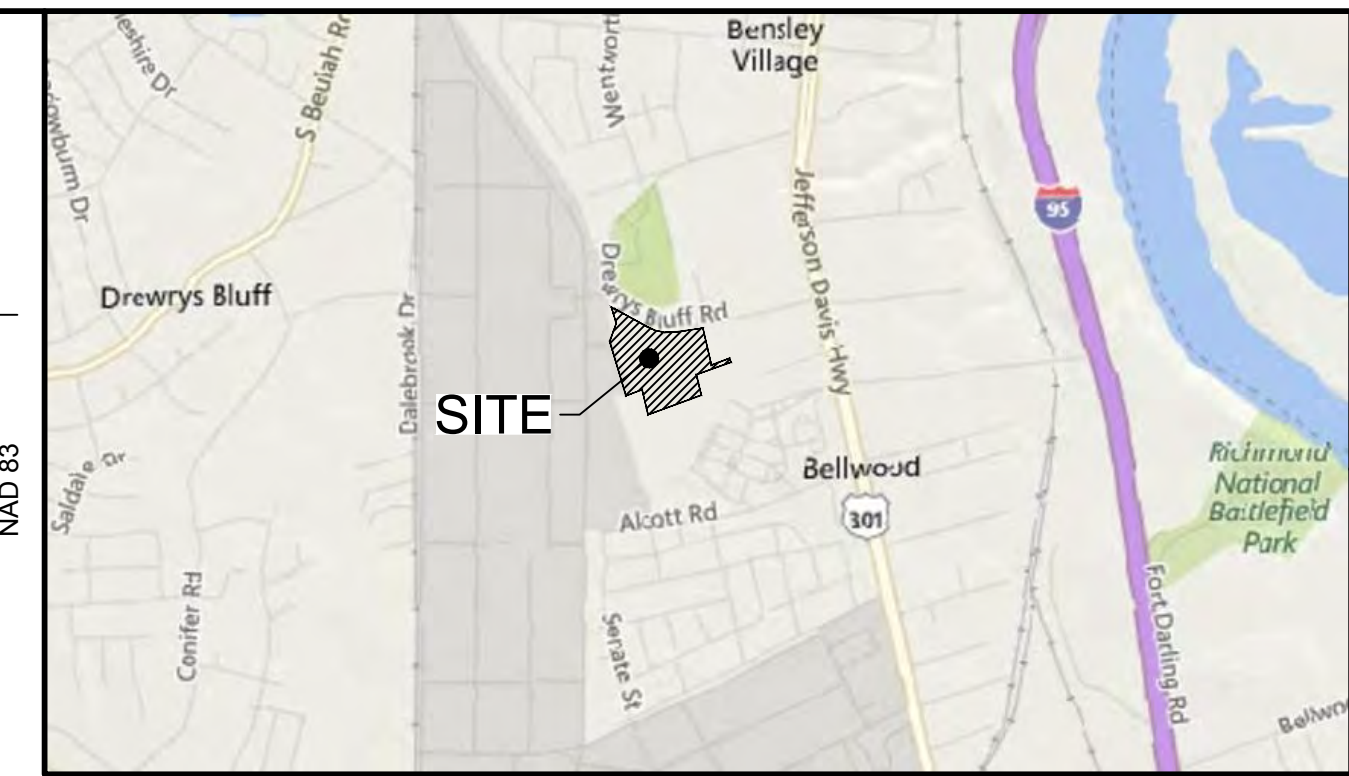 Bensley
Village
S Beulah Rd
Drewrys Bluff
Drewrys Bluff Rd
Jefferson Davis Hwy
95
Dalebrook Dr
SITE
NAD 83
Bellwood
301
Richmond
National
Battlefield
Park
Alcott Rd
Conifer Rd
Senate St
Fort Darling Rd